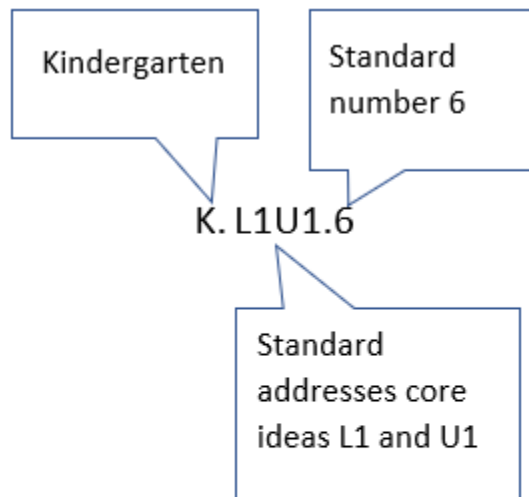 Kindergarten
Standard
number 6
K. L1U1.6
Standard
addresses core
ideas L1 and U1